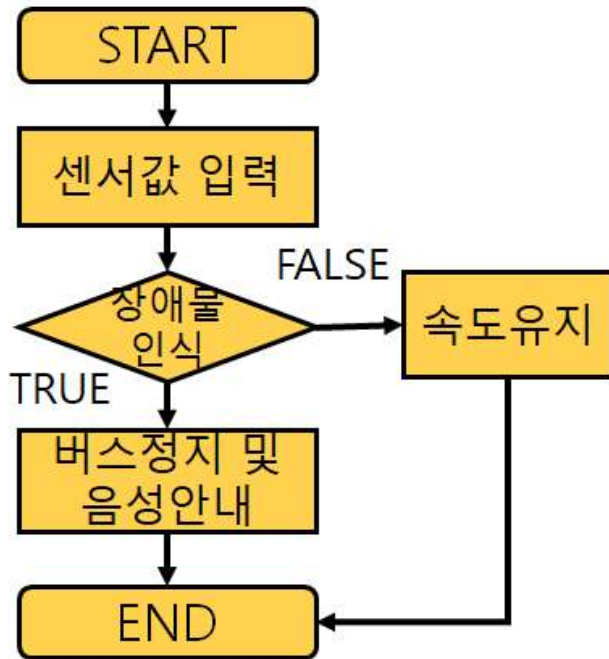 START
센서값 입력
장애물
인식
FALSE
속도유지
TRUE
버스정지 및
음성안내
END